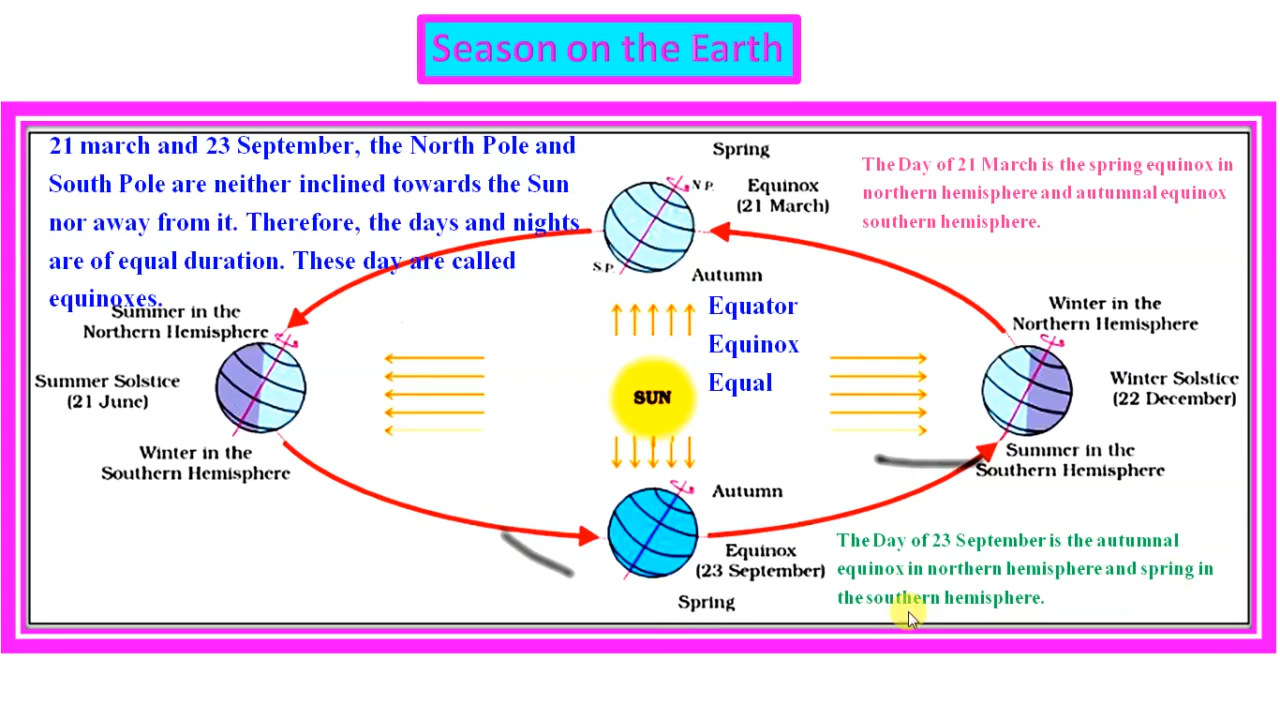 Season on the Earth
21 march and 23 September, the North Pole and
South Pole are neither inclined towards the Sun
nor away from it. Therefore, the days and nights
are of equal duration. These day are called
equinoxes.
Spring
N P.
Equinox
(21 March)
S.P.
Autumn
The Day of 21 March is the spring equinox in
northern hemisphere and autumnal equinox
southern hemisphere.
Summer in the
Northern Hemisphere
Summer Solstice
(21 June)
Winter in the
Southern Hemisphere
Equator
Equinox
Equal
SUN
Winter in the
Northern Hemisphere
Winter Solstice
(22 December)
Summer in the
Southern Hemisphere
Autumn
Equinox
(23 September)
Spring
The Day of 23 September is the autumnal
equinox in northern hemisphere and spring in
the southern hemisphere.